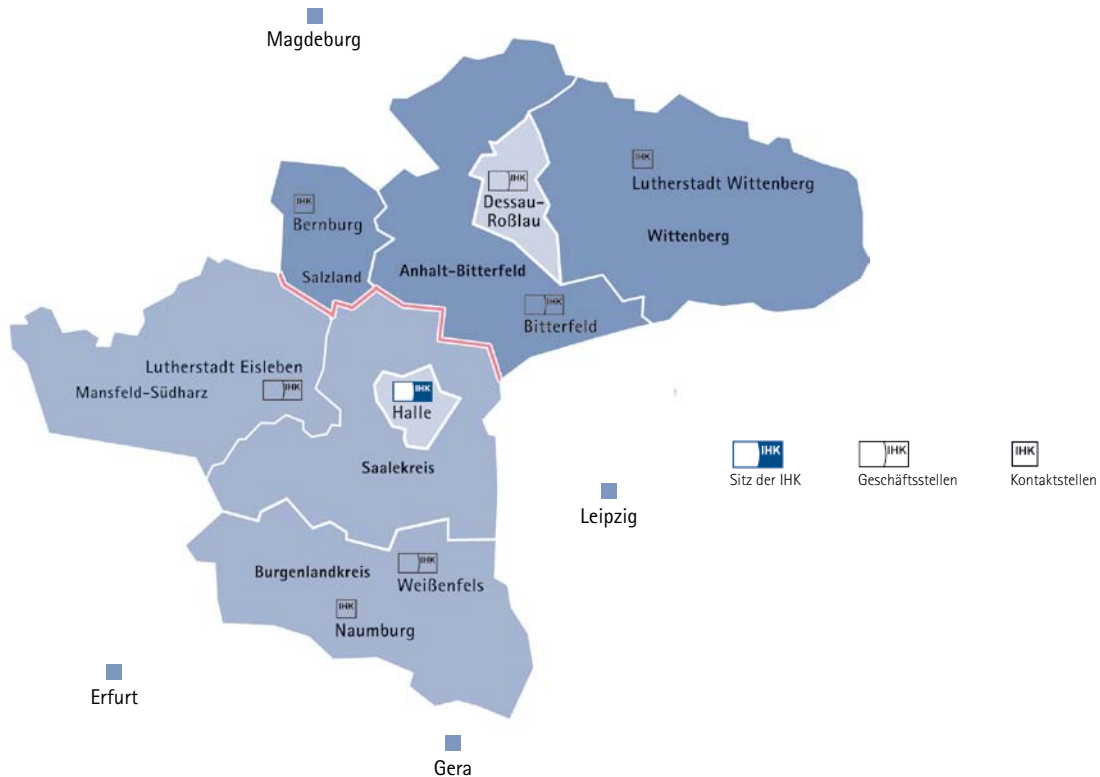 Magdeburg
IHK
Lutherstadt Wittenberg
IHK
Dessau-
Roßlau
IHK
Bernburg
Wittenberg
Anhalt-Bitterfeld
Salzland
IHK
Bitterfeld
Lutherstadt Eisleben
Mansfeld-Südharz
IHK
IHK
Halle
Saalekreis
IHK
Sitz der IHK
IHK
Geschäftsstellen
IHK
Kontaktstellen
Leipzig
Burgenlandkreis
IHK
Weißenfels
IHK
Naumburg
Erfurt
Gera